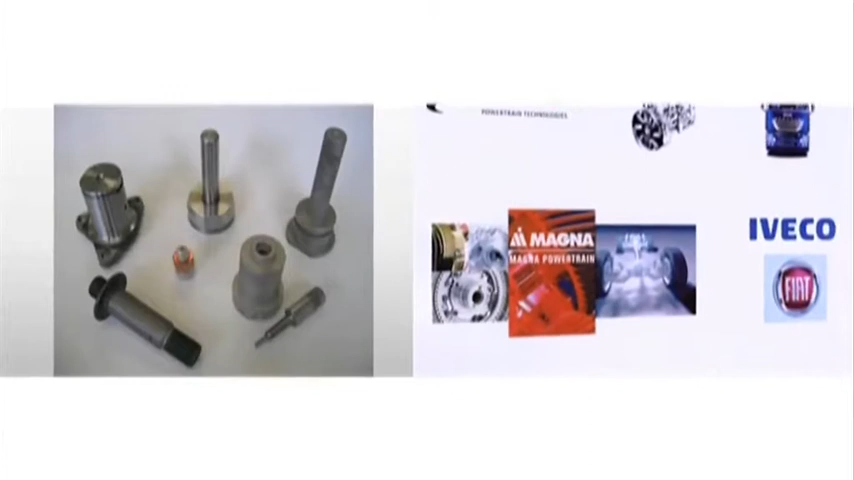 POWERTRAIN TECHNOLOGIES
MAGNA
MAGNA POWERTRAIN
IVECO
FIAT